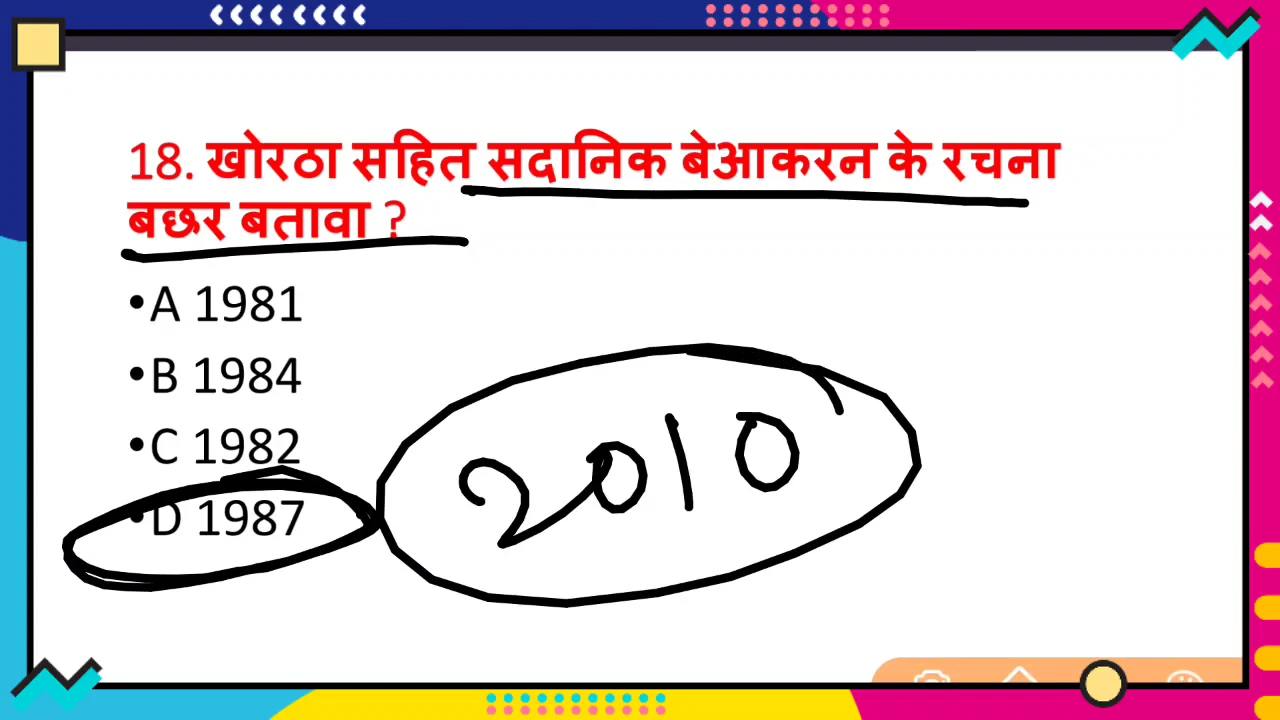 18. खोरठा सहित सदानिक बेआकरन के रचना
बछर बतावा ?
•A 1981
•B 1984
•C 1982
•D 1987
2010